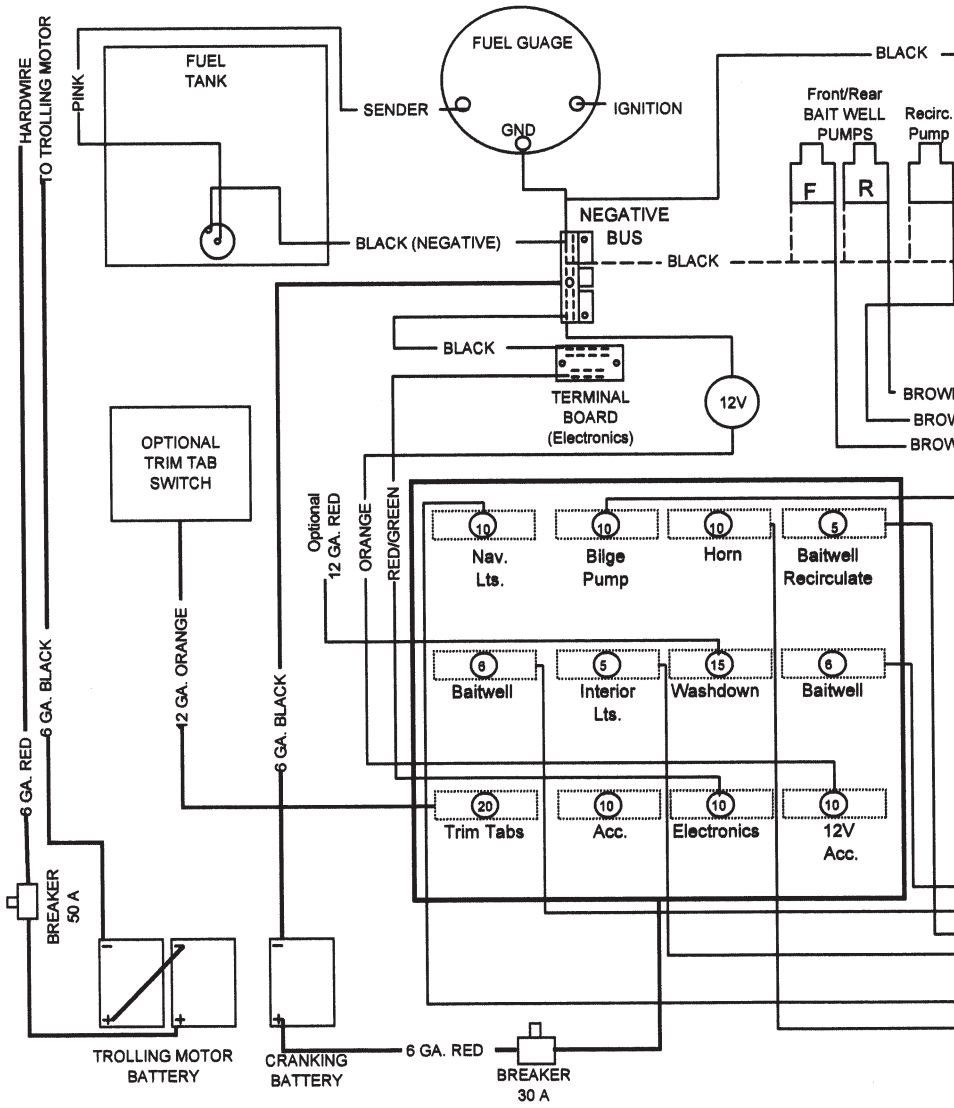 HARDWIRE
TO TROLLING MOTOR
PINK
FUEL
TANK
FUEL GUAGE
SENDER
IGNITION
GND
BLACK
Front/Rear
BAIT WELL
PUMPS
Recirc.
Pump
F
R
NEGATIVE
BUS
BLACK (NEGATIVE)
BLACK
BLACK
TERMINAL
BOARD
(Electronics)
12V
BROW
BROW
BROW
OPTIONAL
TRIM TAB
SWITCH
Optional
12 GA. RED
ORANGE
RED/GREEN
10
Nav.
Lts.
10
Bilge
Pump
10
Horn
5
Baitwell
Recirculate
6
Baitwell
5
Interior
Lts.
15
Washdown
6
Baitwell
20
Trim Tabs
10
Acc.
10
Electronics
10
12V
Acc.
6 GA. RED
6 GA. BLACK
12 GA. ORANGE
6 GA. BLACK
BREAKER
50 A
-
-
+
+
TROLLING MOTOR
BATTERY
-
+
CRANKING
BATTERY
6 GA. RED
BREAKER
30 A